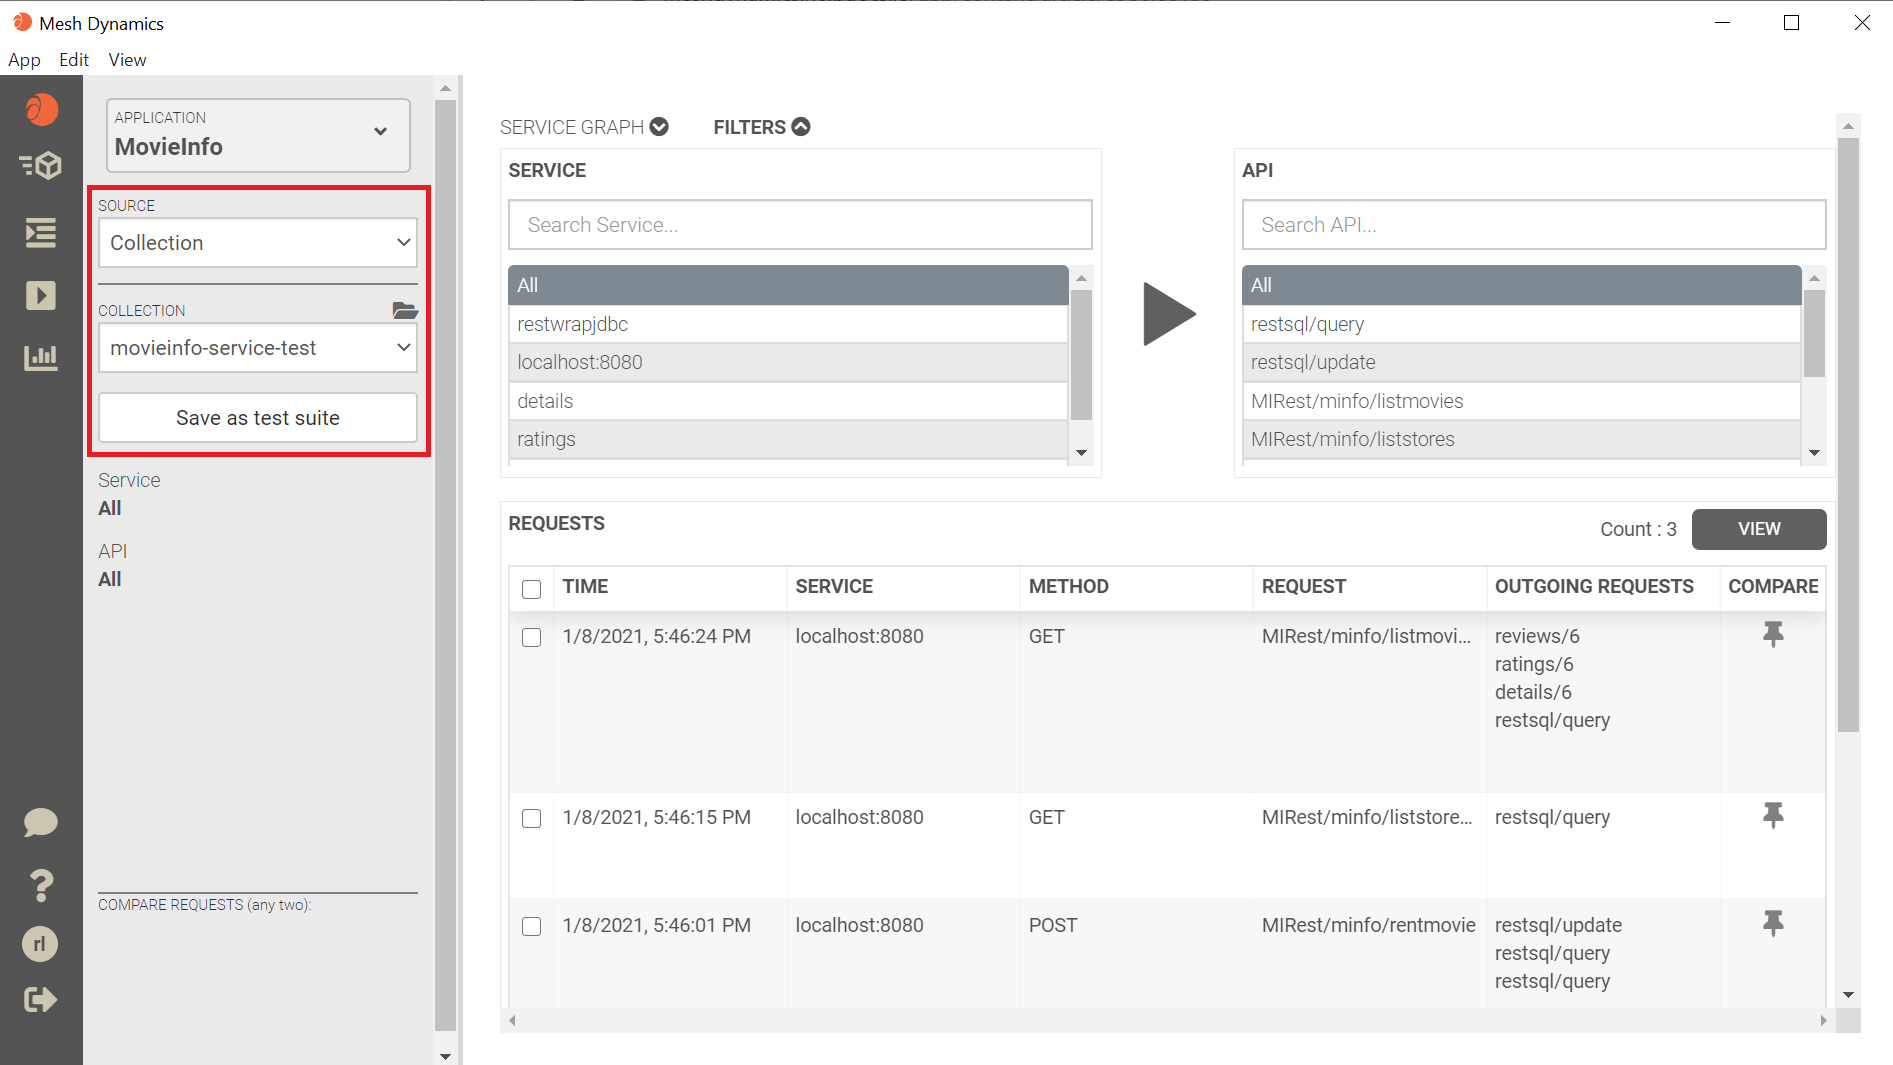 Mesh Dynamics
App Edit View
APPLICATION
MovieInfo
SOURCE
Collection
COLLECTION
movieinfo-service-test
Save as test suite
Service
All
API
All
COMPARE REQUESTS (any two):
rl
SERVICE GRAPH FILTERS
SERVICE
Search Service...
All
restwrapjdbc
localhost:8080
details
ratings
API
Search API...
All
restsql/query
restsql/update
MIRest/minfo/listmovies
MIRest/minfo/liststores
REQUESTS
Count : 3 VIEW
TIME SERVICE METHOD REQUEST OUTGOING REQUESTS COMPARE
1/8/2021, 5:46:24 PM localhost:8080 GET MIRest/minfo/listmovi... reviews/6
ratings/6
details/6
restsql/query
1/8/2021, 5:46:15 PM localhost:8080 GET MIRest/minfo/liststore... restsql/query
1/8/2021, 5:46:01 PM localhost:8080 POST MIRest/minfo/rentmovie restsql/update
restsql/query
restsql/query